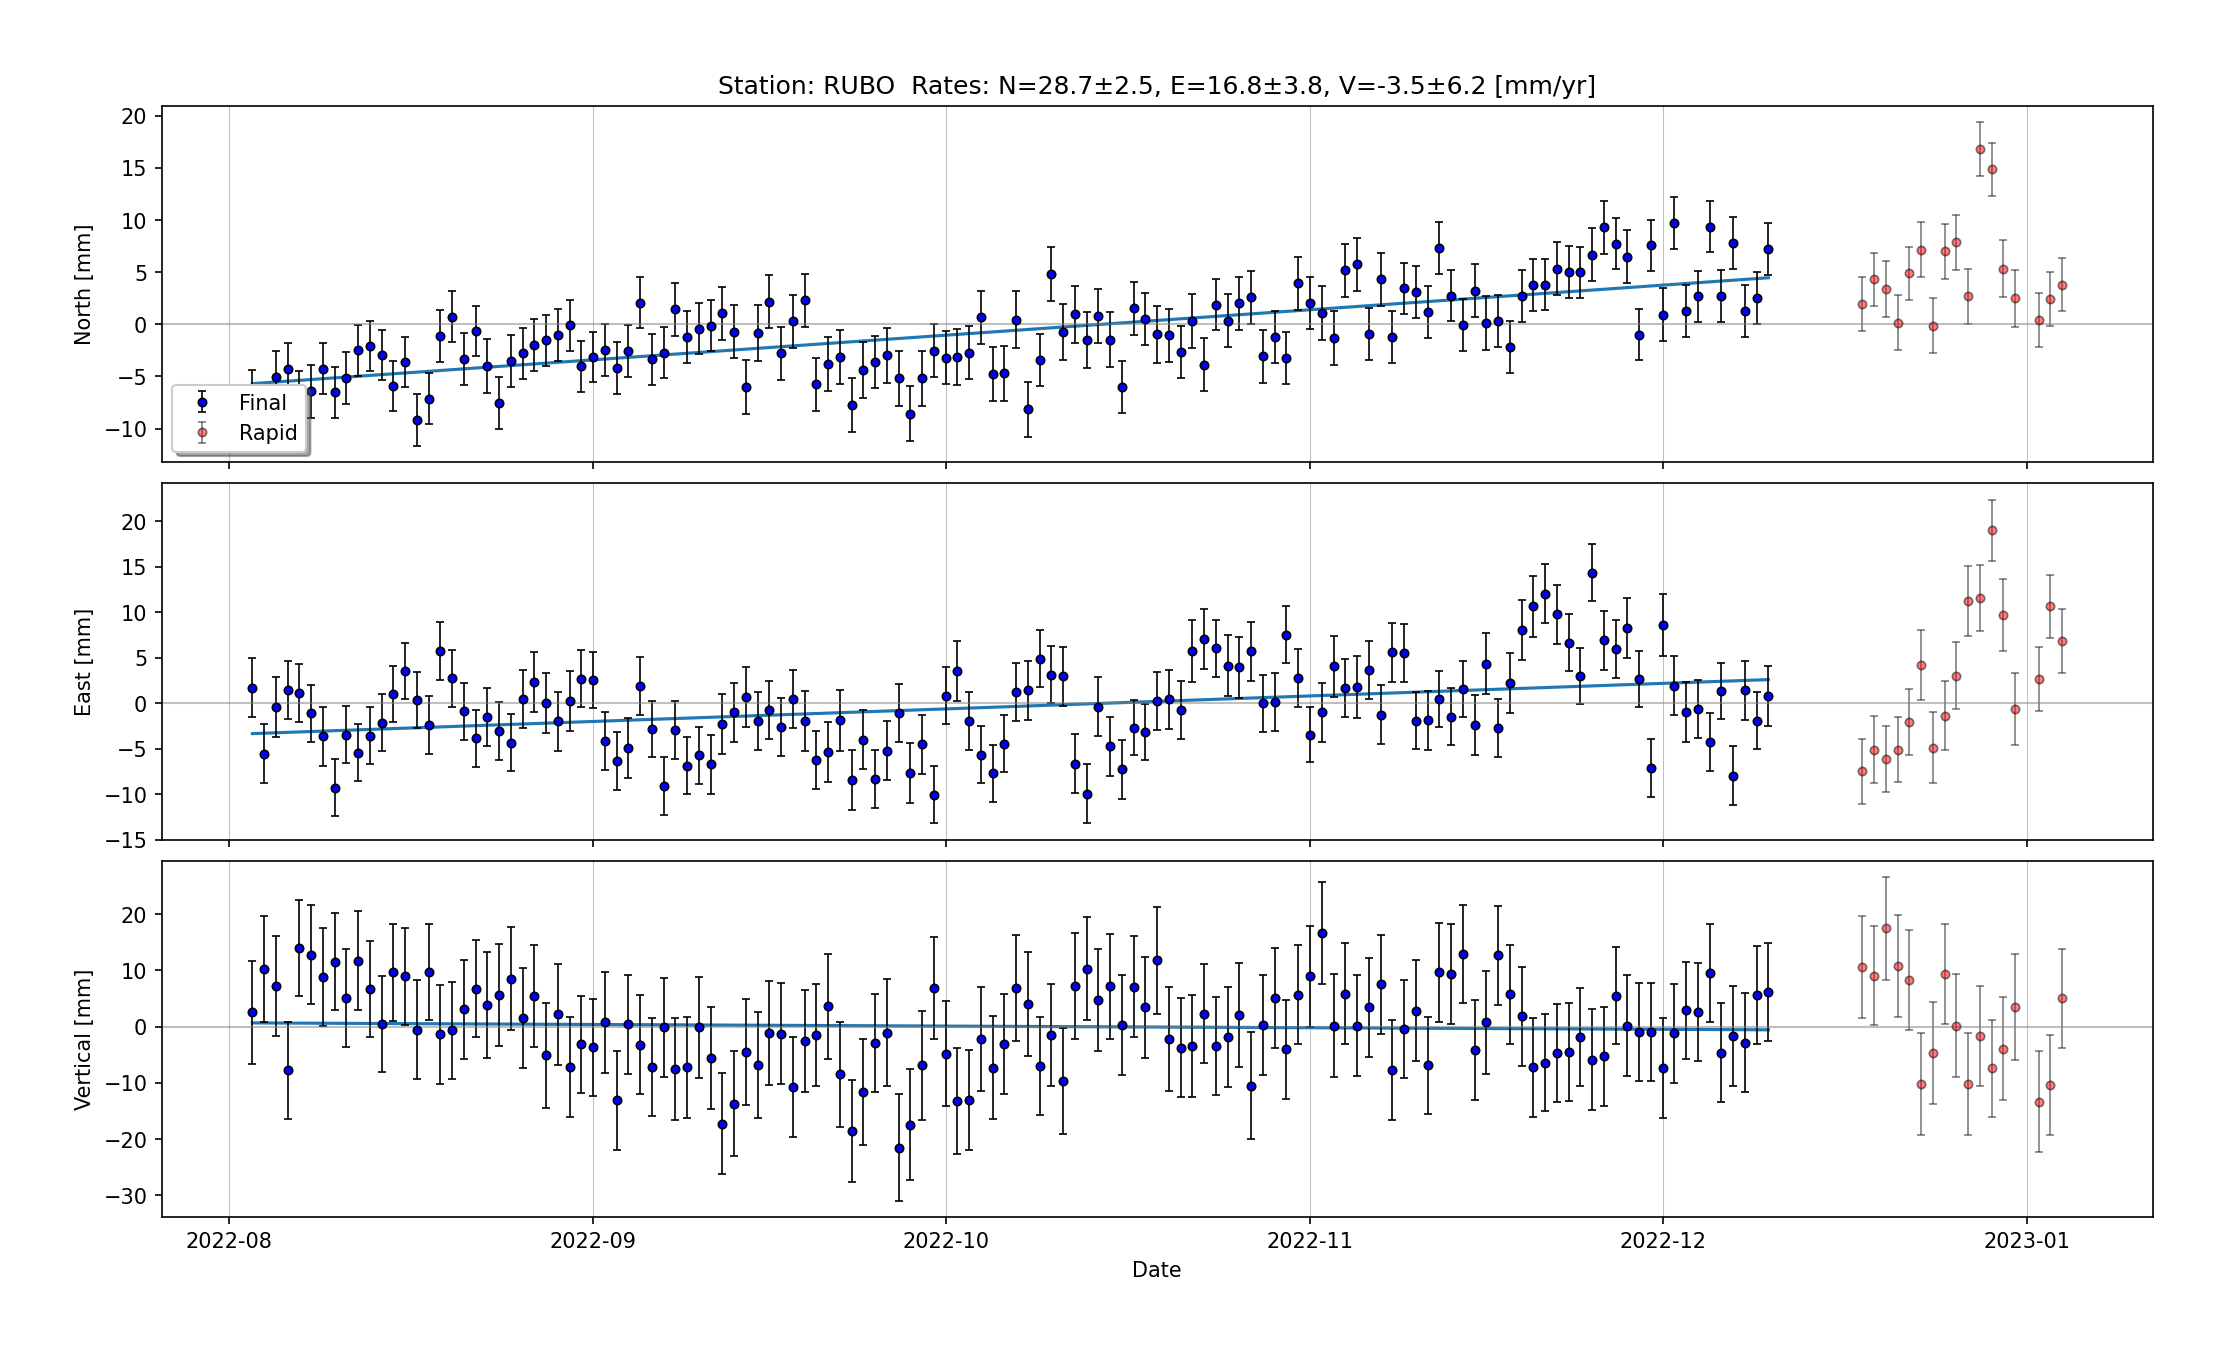 Station: RUBO  Rates: N=28.7±2.5, E=16.8±3.8, V=-3.5±6.2 [mm/yr]
20
15
10
5
0
−5
−10
North [mm]
Final
Rapid
20
15
10
5
0
−5
−10
−15
East [mm]
20
10
0
−10
−20
−30
Vertical [mm]
2022-08 2022-09 2022-10 2022-11 2022-12 2023-01
Date